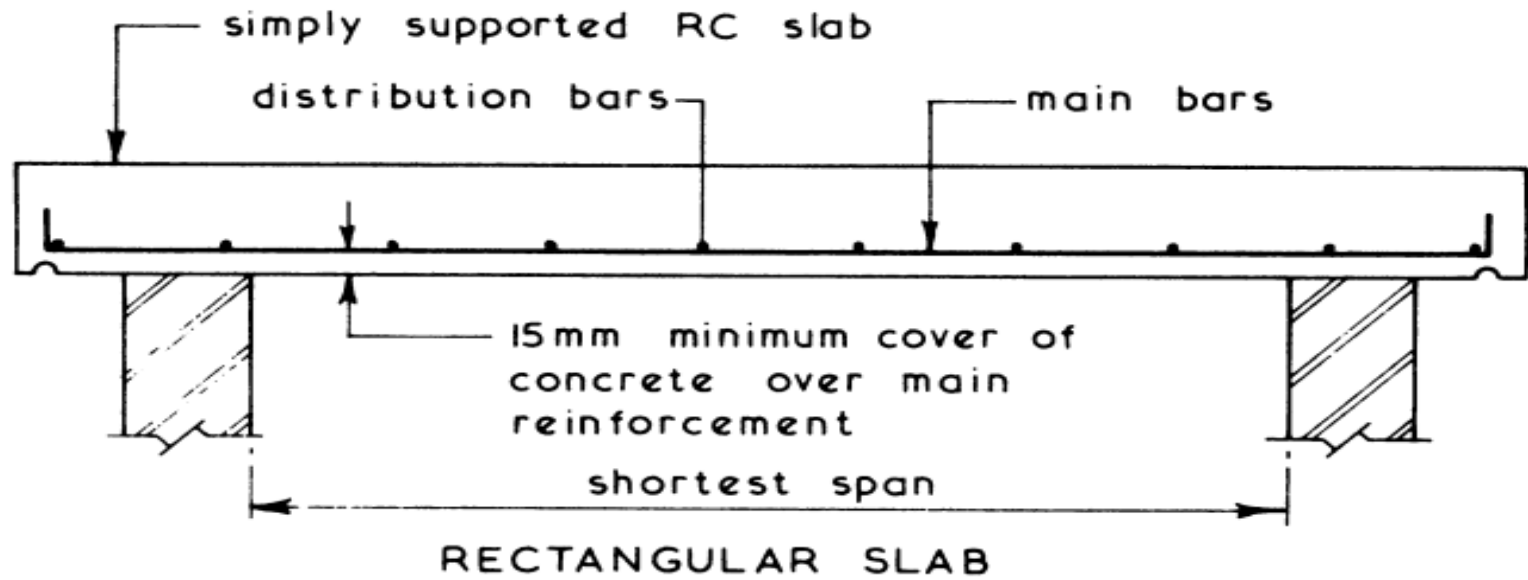 simply supported RC slab
distribution bars
main bars
15mm minimum cover of
concrete over main
reinforcement
shortest span
RECTANGULAR SLAB